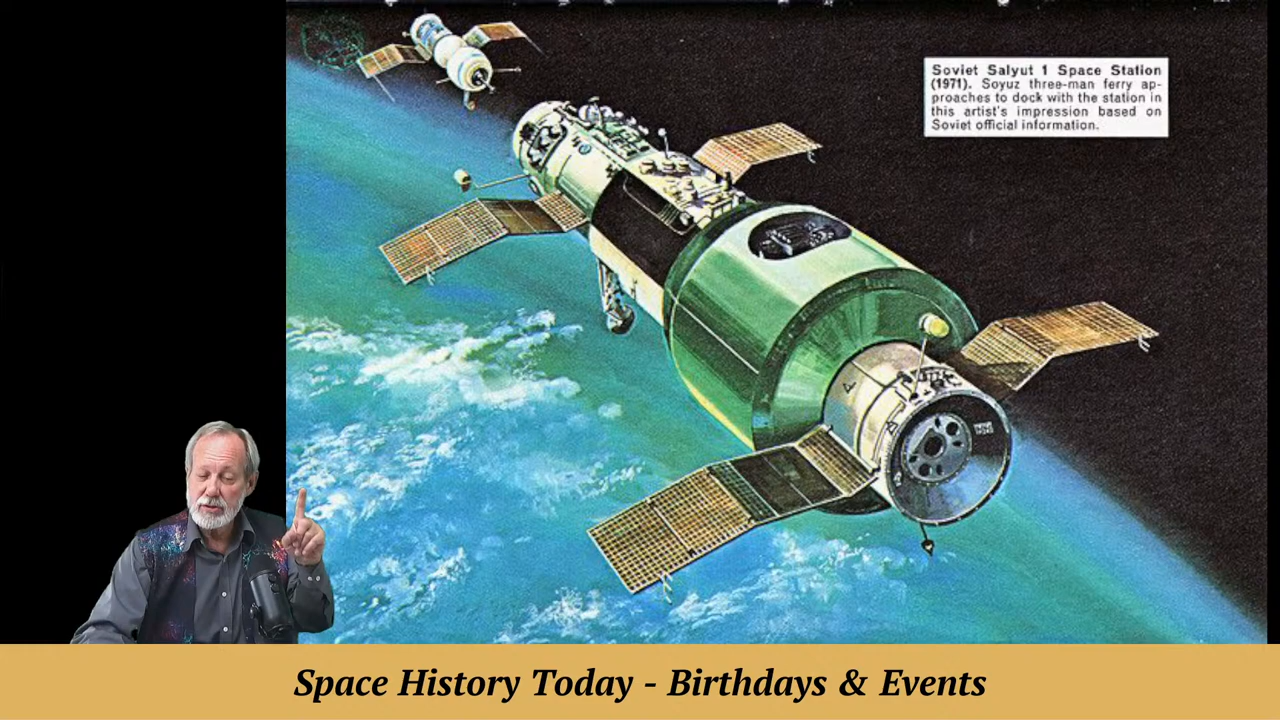 Soviet Salyut 1 Space Station
(1971). Soyuz three-man ferry ap-
proaches to dock with the station in
this artist's impression based on
Soviet official information.
Space History Today - Birthdays & Events